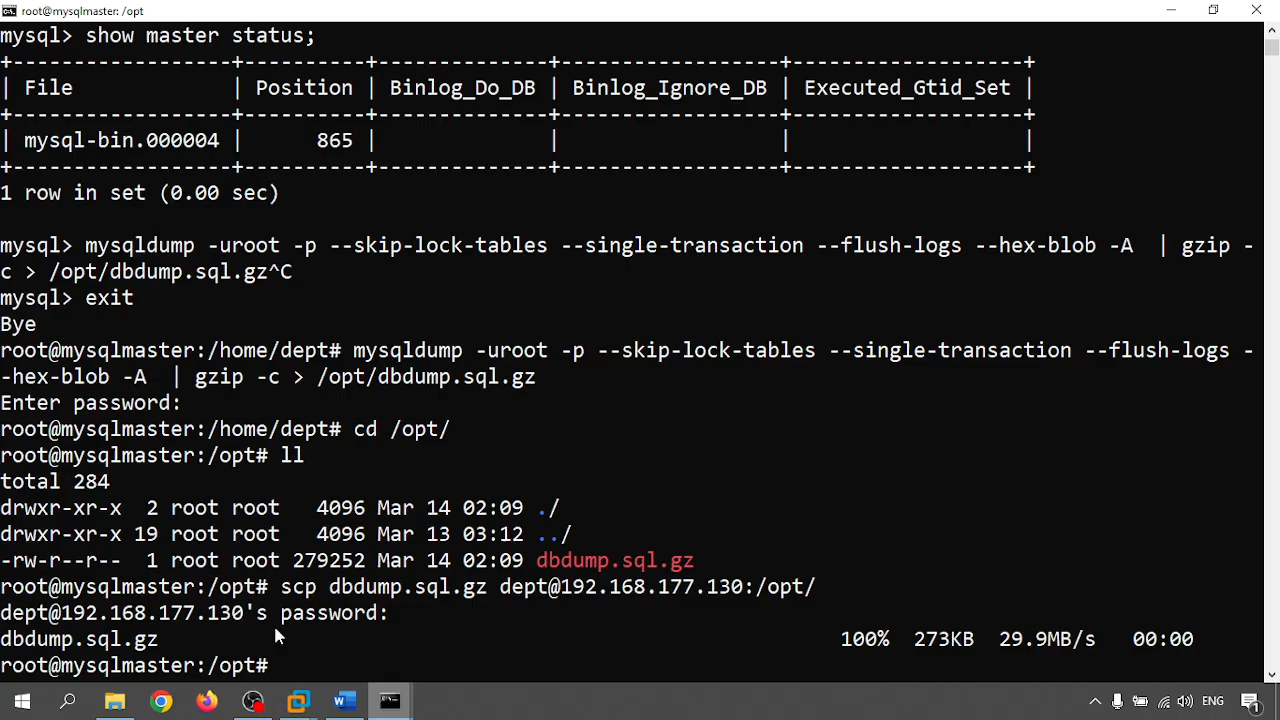 root@mysqlmaster: /opt
mysql> show master status;
+------------------+----------+--------------+------------------+-------------------+
| File             | Position | Binlog_Do_DB | Binlog_Ignore_DB | Executed_Gtid_Set |
+------------------+----------+--------------+------------------+-------------------+
| mysql-bin.000004 |      865 |              |                  |                   |
+------------------+----------+--------------+------------------+-------------------+
1 row in set (0.00 sec)
mysql> mysqldump -uroot -p --skip-lock-tables --single-transaction --flush-logs --hex-blob -A  | gzip -
c > /opt/dbdump.sql.gz^C
mysql> exit
Bye
root@mysqlmaster:/home/dept# mysqldump -uroot -p --skip-lock-tables --single-transaction --flush-logs -
-hex-blob -A  | gzip -c > /opt/dbdump.sql.gz
Enter password:
root@mysqlmaster:/home/dept# cd /opt/
root@mysqlmaster:/opt# ll
total 284
drwxr-xr-x  2 root root   4096 Mar 14 02:09 ./
drwxr-xr-x 19 root root   4096 Mar 13 03:12 ../
-rw-r--r--  1 root root 279252 Mar 14 02:09 dbdump.sql.gz
root@mysqlmaster:/opt# scp dbdump.sql.gz dept@192.168.177.130:/opt/
dept@192.168.177.130's password:
dbdump.sql.gz                                                        100%  273KB  29.9MB/s   00:00
root@mysqlmaster:/opt#
ENG